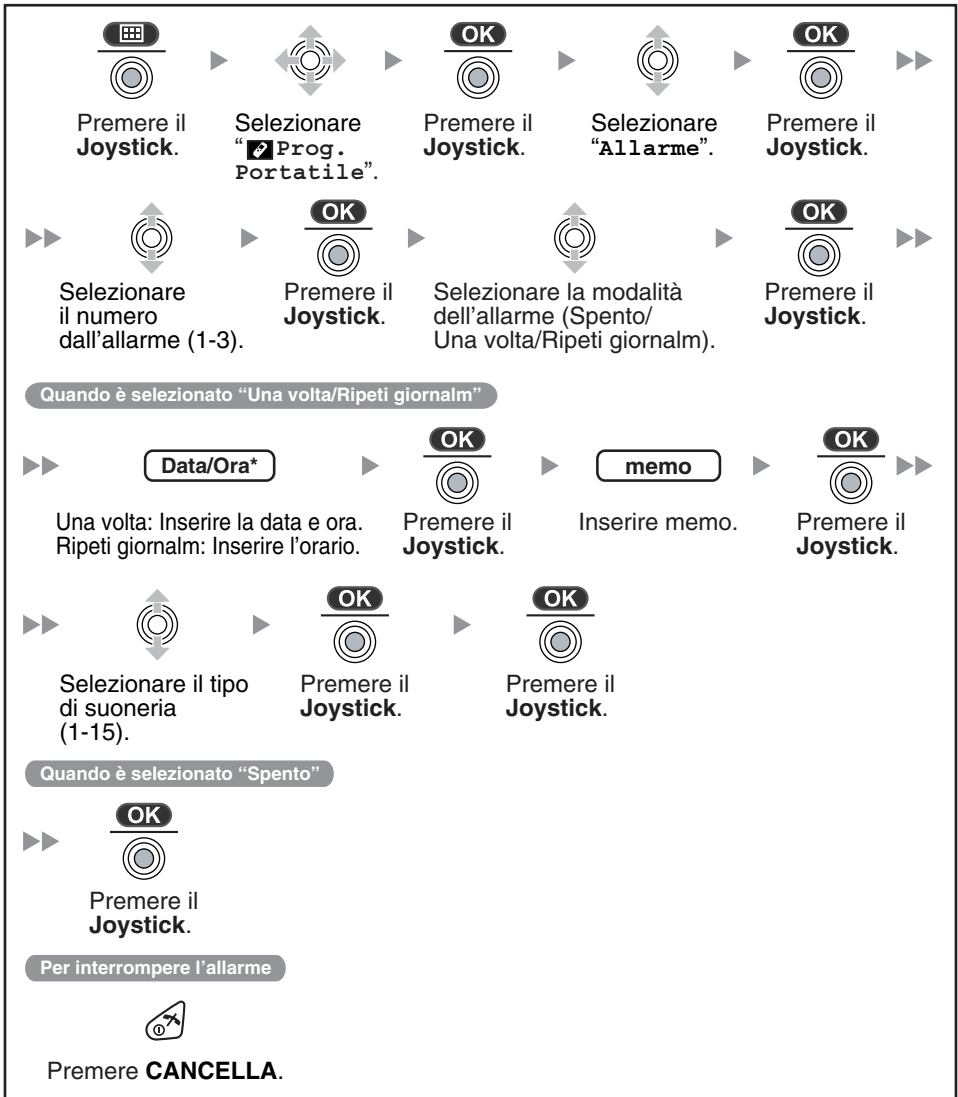 OK OK
Premere il Selezionare Premere il Selezionare Premere il
Joystick. “Prog. Joystick. “Allarme”. Joystick.
Portatile”.
OK OK
Selezionare Premere il Selezionare la modalità Premere il
il numero Joystick. dell’allarme (Spento/ Joystick.
dall’allarme (1-3). Una volta/Ripeti giornalm).
Quando è selezionato “Una volta/Ripeti giornalm”
Data/Ora* OK memo OK
Una volta: Inserire la data e ora. Premere il Inserire memo. Premere il
Ripeti giornalm: Inserire l’orario. Joystick. Joystick.
OK OK
Selezionare il tipo Premere il Premere il
di suoneria Joystick. Joystick.
(1-15).
Quando è selezionato “Spento”
OK
Premere il
Joystick.
Per interrompere l’allarme
Premere CANCELLA.